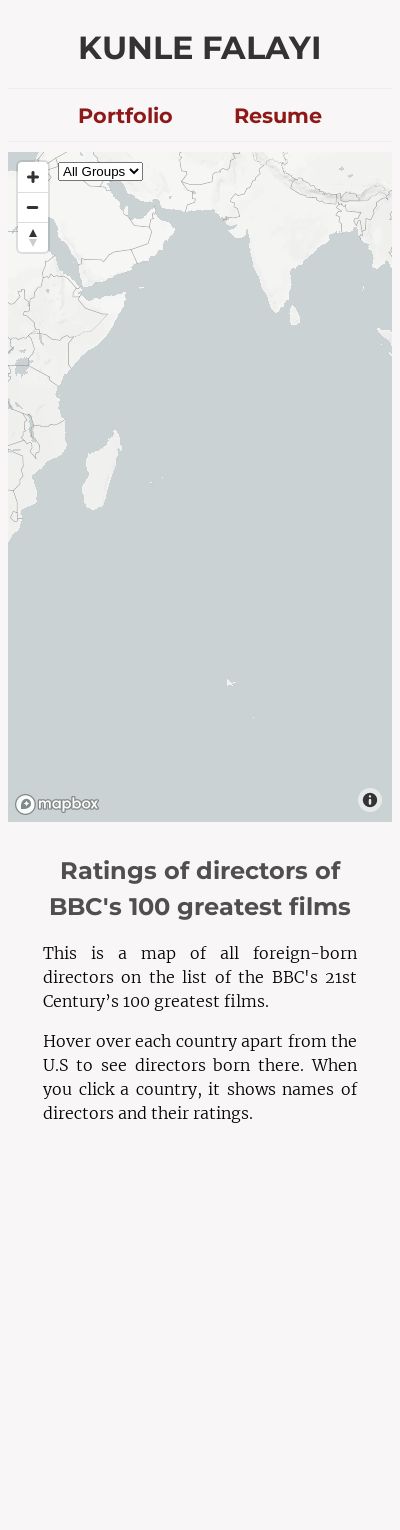 KUNLE FALAYI
Portfolio Resume
All Groups
mapbox
Ratings of directors of
BBC's 100 greatest films
This is a map of all foreign-born
directors on the list of the BBC's 21st
Century’s 100 greatest films.
Hover over each country apart from the
U.S to see directors born there. When
you click a country, it shows names of
directors and their ratings.